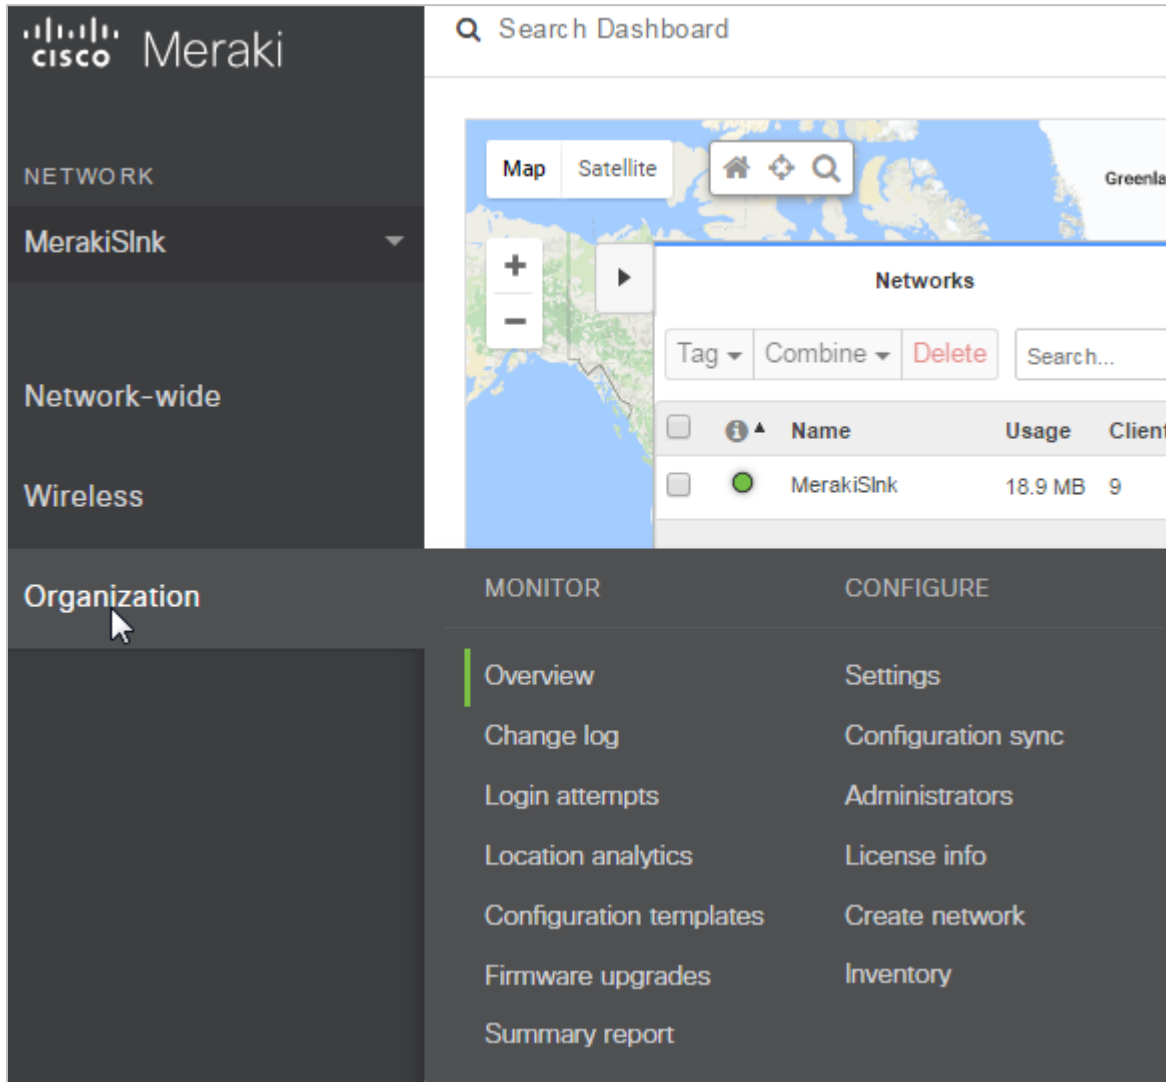 cisco Meraki
Search Dashboard
NETWORK
MerakiSInk
Network-wide
Wireless
Organization
Map Satellite
Greenla
Networks
Tag Combine Delete Search...
Name Usage Client
MerakiSInk 18.9 MB 9
MONITOR CONFIGURE
Overview Settings
Change log Configuration sync
Login attempts Administrators
Location analytics License info
Configuration templates Create network
Firmware upgrades Inventory
Summary report